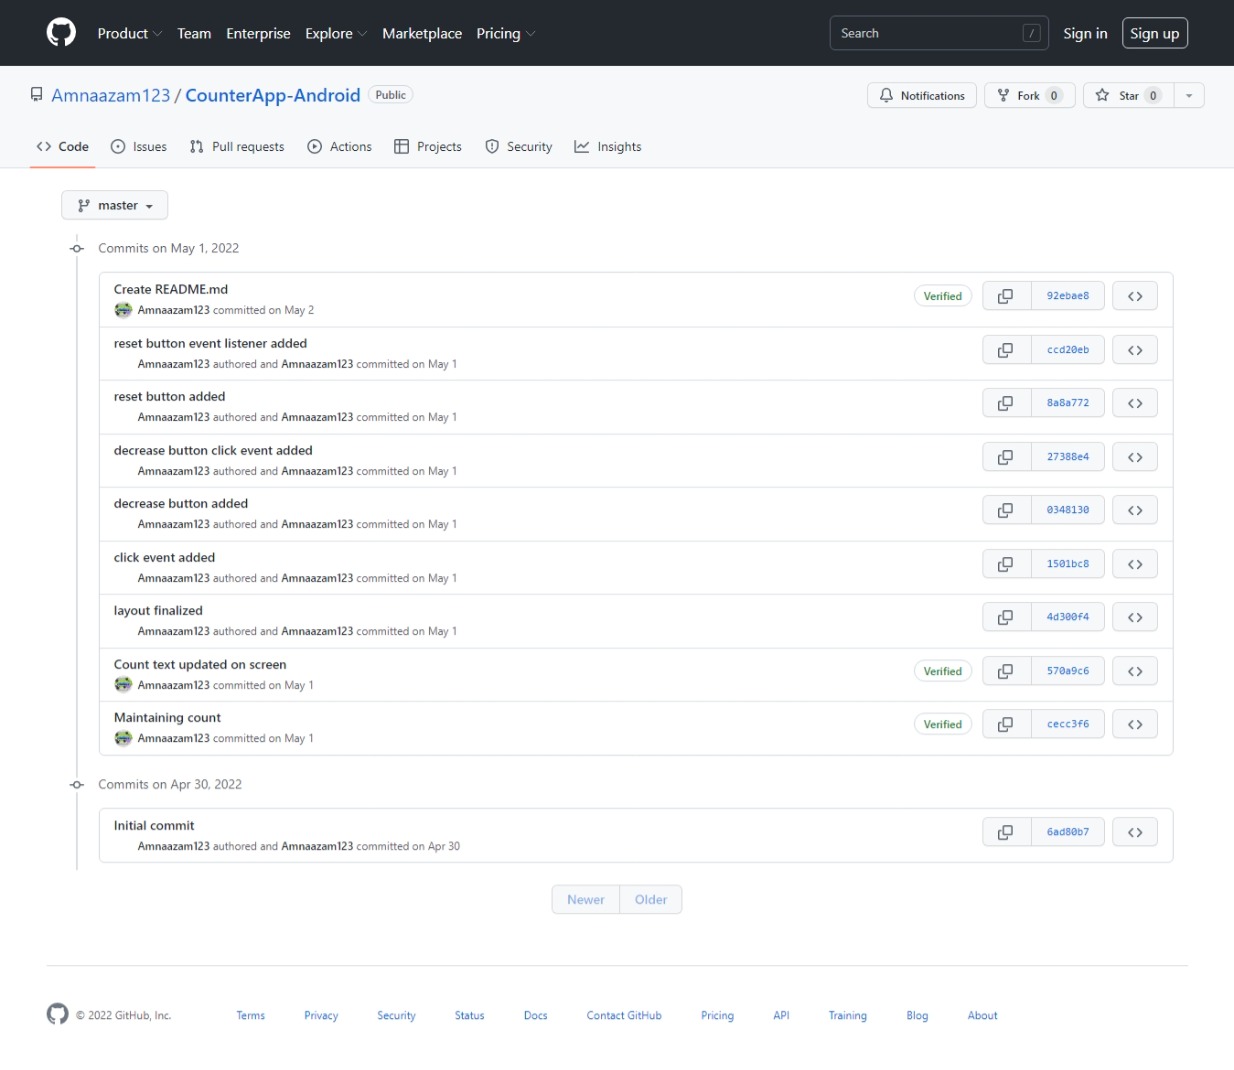 Product Team Enterprise Explore Marketplace Pricing Search / Sign in Sign up
Amnaazam123 / CounterApp-Android Public Notifications Fork 0 Star 0
Code Issues Pull requests Actions Projects Security Insights
master
Commits on May 1, 2022
Create README.md
Amnaazam123 committed on May 2 Verified 92ebae8
reset button event listener added
Amnaazam123 authored and Amnaazam123 committed on May 1 ccd20eb
reset button added
Amnaazam123 authored and Amnaazam123 committed on May 1 8a8a772
decrease button click event added
Amnaazam123 authored and Amnaazam123 committed on May 1 27388e4
decrease button added
Amnaazam123 authored and Amnaazam123 committed on May 1 0348130
click event added
Amnaazam123 authored and Amnaazam123 committed on May 1 1501bc8
layout finalized
Amnaazam123 authored and Amnaazam123 committed on May 1 4d300f4
Count text updated on screen
Amnaazam123 committed on May 1 Verified 570a9c6
Maintaining count
Amnaazam123 committed on May 1 Verified cecc3f6
Commits on Apr 30, 2022
Initial commit
Amnaazam123 authored and Amnaazam123 committed on Apr 30 6ad80b7
Newer Older
© 2022 GitHub, Inc. Terms Privacy Security Status Docs Contact GitHub Pricing API Training Blog About